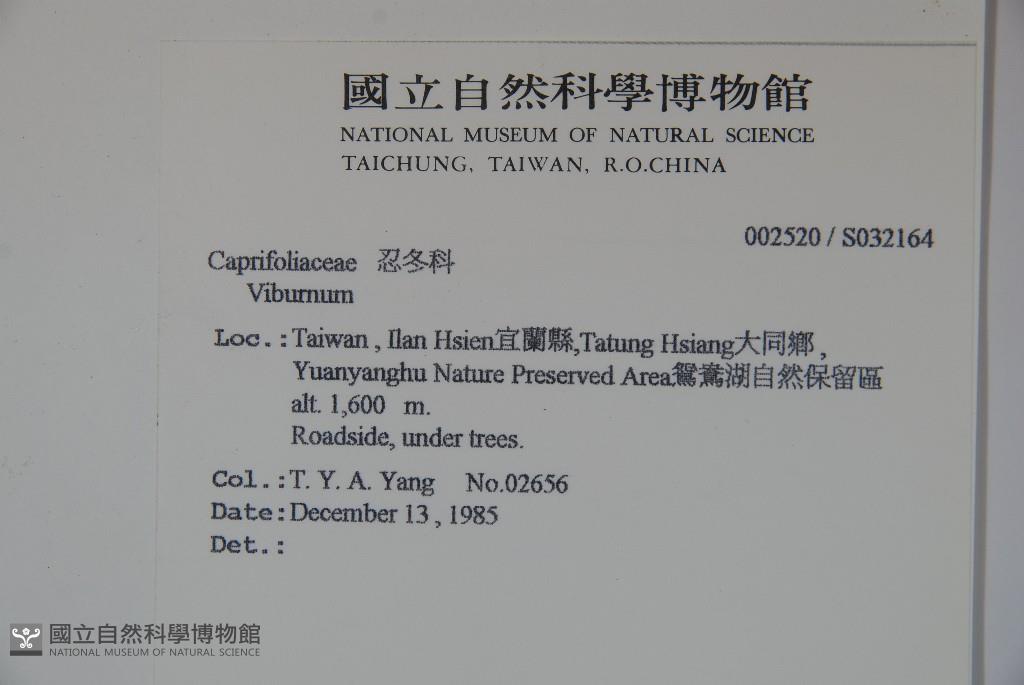 國立自然科學博物館
NATIONAL MUSEUM OF NATURAL SCIENCE
TAICHUNG, TAIWAN, R.O.CHINA
002520 / S032164
Caprifoliaceae 忍冬科
Viburnum
Loc.:Taiwan , Ilan Hsien宜蘭縣,Tatung Hsiang大同鄉 ,
Yuanyanghu Nature Preserved Area鴛鴦湖自然保留區
alt. 1,600 m.
Roadside, under trees.
Col.:T. Y. A. Yang No.02656
Date:December 13 , 1985
Det.:
國立自然科學博物館
NATIONAL MUSEUM OF NATURAL SCIENCE